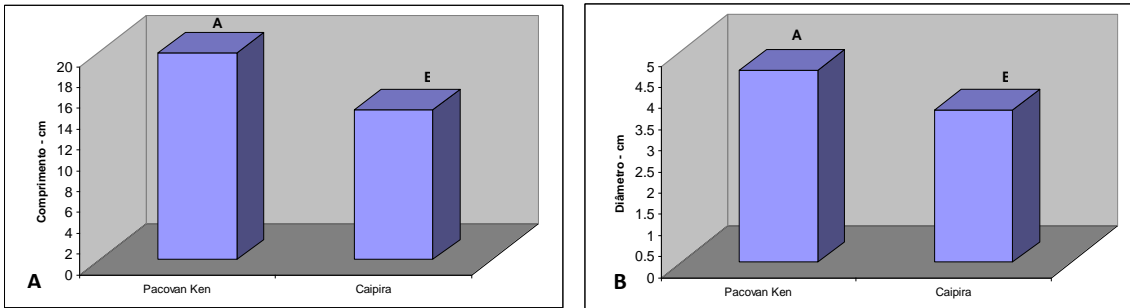 A
E
20
18
16
14
12
10
8
6
4
2
0
Comprimento - cm
Pacovan Ken
Caipira
A
A
E
5
4.5
4
3.5
3
2.5
2
1.5
1
0.5
0
Diâmetro - cm
Pacovan Ken
Caipira
B